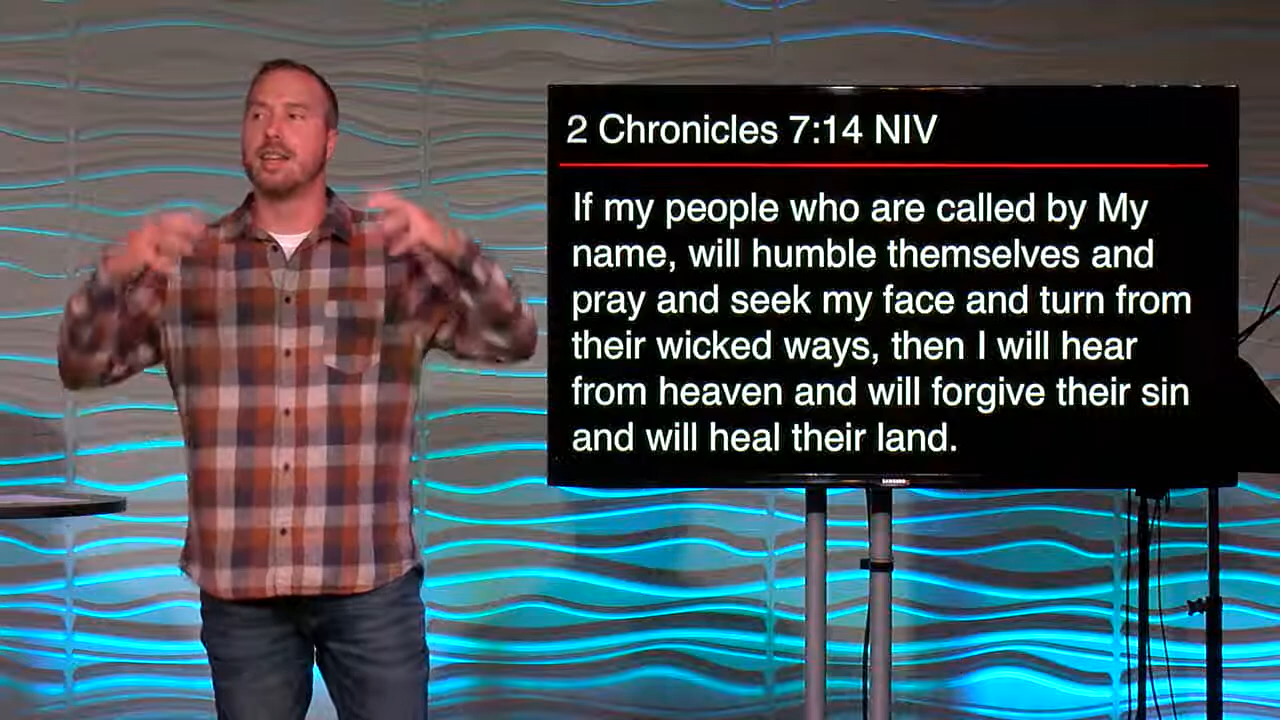 2 Chronicles 7:14 NIV
If my people who are called by My
name, will humble themselves and
pray and seek my face and turn from
their wicked ways, then I will hear
from heaven and will forgive their sin
and will heal their land.
SAMSUNG